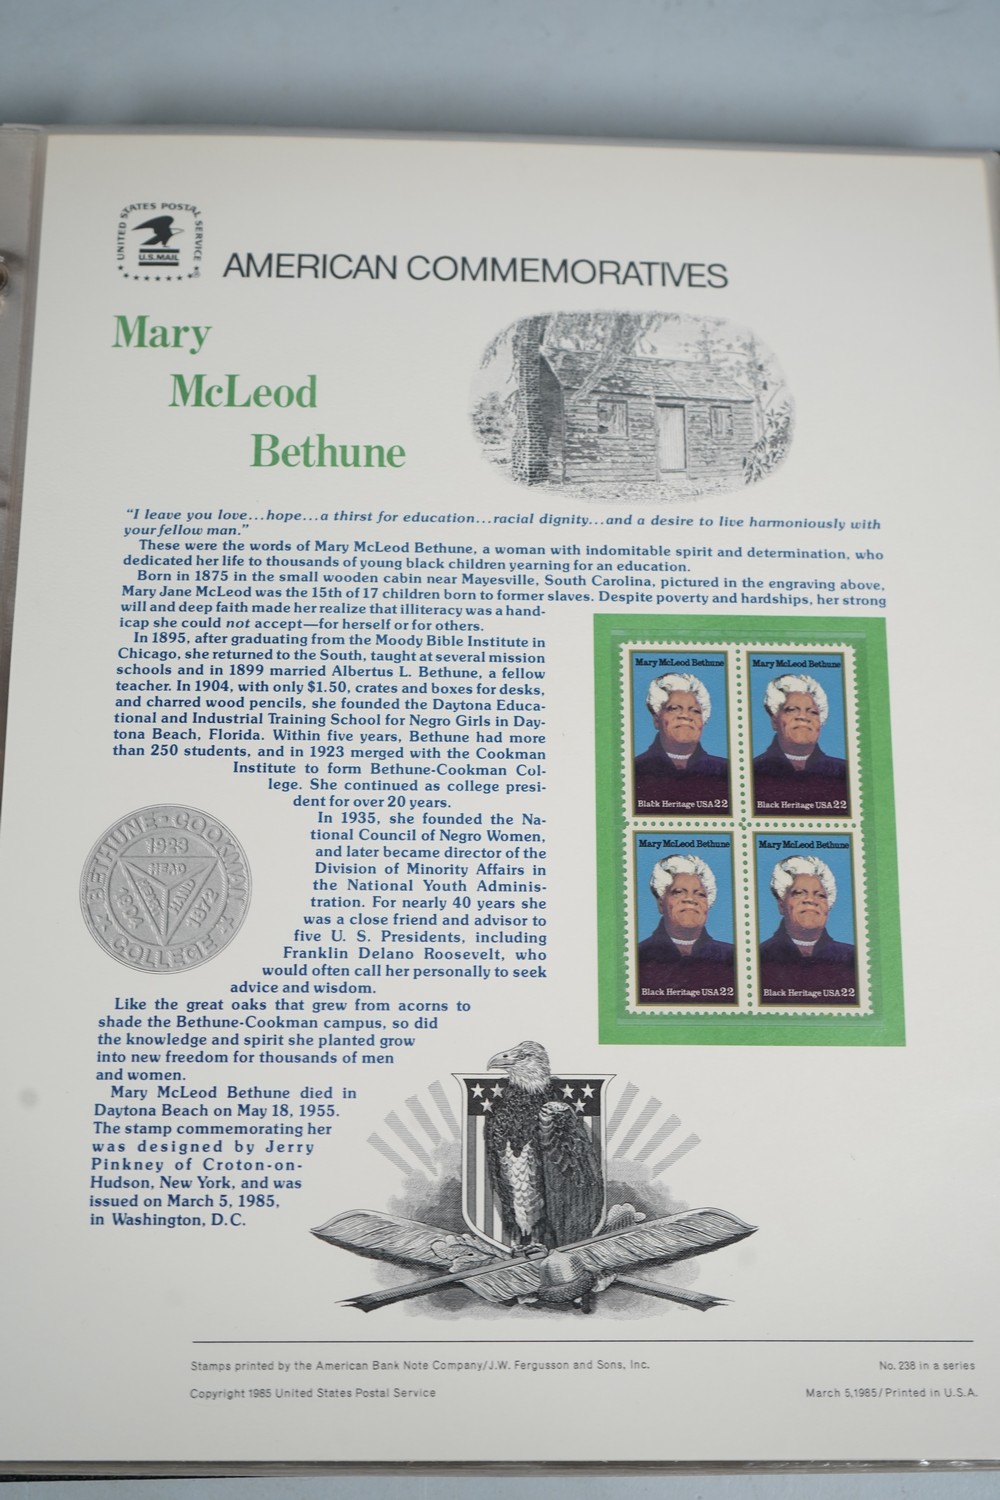 UNITED STATES POSTAL SERVICE
U.S.MAIL
AMERICAN COMMEMORATIVES
Mary
McLeod
Bethune
“I leave you love...hope...a thirst for education...racial dignity...and a desire to live harmoniously with
your fellow man.”
These were the words of Mary McLeod Bethune, a woman with indomitable spirit and determination, who
dedicated her life to thousands of young black children yearning for an education.
Born in 1875 in the small wooden cabin near Mayesville, South Carolina, pictured in the engraving above,
Mary Jane McLeod was the 15th of 17 children born to former slaves. Despite poverty and hardships, her strong
will and deep faith made her realize that illiteracy was a hand-
icap she could not accept—for herself or for others.
In 1895, after graduating from the Moody Bible Institute in
Chicago, she returned to the South, taught at several mission
schools and in 1899 married Albertus L. Bethune, a fellow
teacher. In 1904, with only $1.50, crates and boxes for desks,
and charred wood pencils, she founded the Daytona Educa-
tional and Industrial Training School for Negro Girls in Day-
tona Beach, Florida. Within five years, Bethune had more
than 250 students, and in 1923 merged with the Cookman
Institute to form Bethune-Cookman Col-
lege. She continued as college presi-
dent for over 20 years.
In 1935, she founded the Na-
tional Council of Negro Women,
and later became director of the
Division of Minority Affairs in
the National Youth Adminis-
tration. For nearly 40 years she
was a close friend and advisor to
five U. S. Presidents, including
Franklin Delano Roosevelt, who
would often call her personally to seek
advice and wisdom.
Like the great oaks that grew from acorns to
shade the Bethune-Cookman campus, so did
the knowledge and spirit she planted grow
into new freedom for thousands of men
and women.
Mary McLeod Bethune died in
Daytona Beach on May 18, 1955.
The stamp commemorating her
was designed by Jerry
Pinkney of Croton-on-
Hudson, New York, and was
issued on March 5, 1985,
in Washington, D.C.
BETHUNE-COOKMAN
COLLEGE
1923
HEAD
HEART
HAND
1904
1872
Mary McLeod Bethune
Black Heritage USA 22
Mary McLeod Bethune
Black Heritage USA 22
Mary McLeod Bethune
Black Heritage USA 22
Mary McLeod Bethune
Black Heritage USA 22
Stamps printed by the American Bank Note Company/J.W. Fergusson and Sons, Inc.
No. 238 in a series
Copyright 1985 United States Postal Service
March 5,1985/Printed in U.S.A.